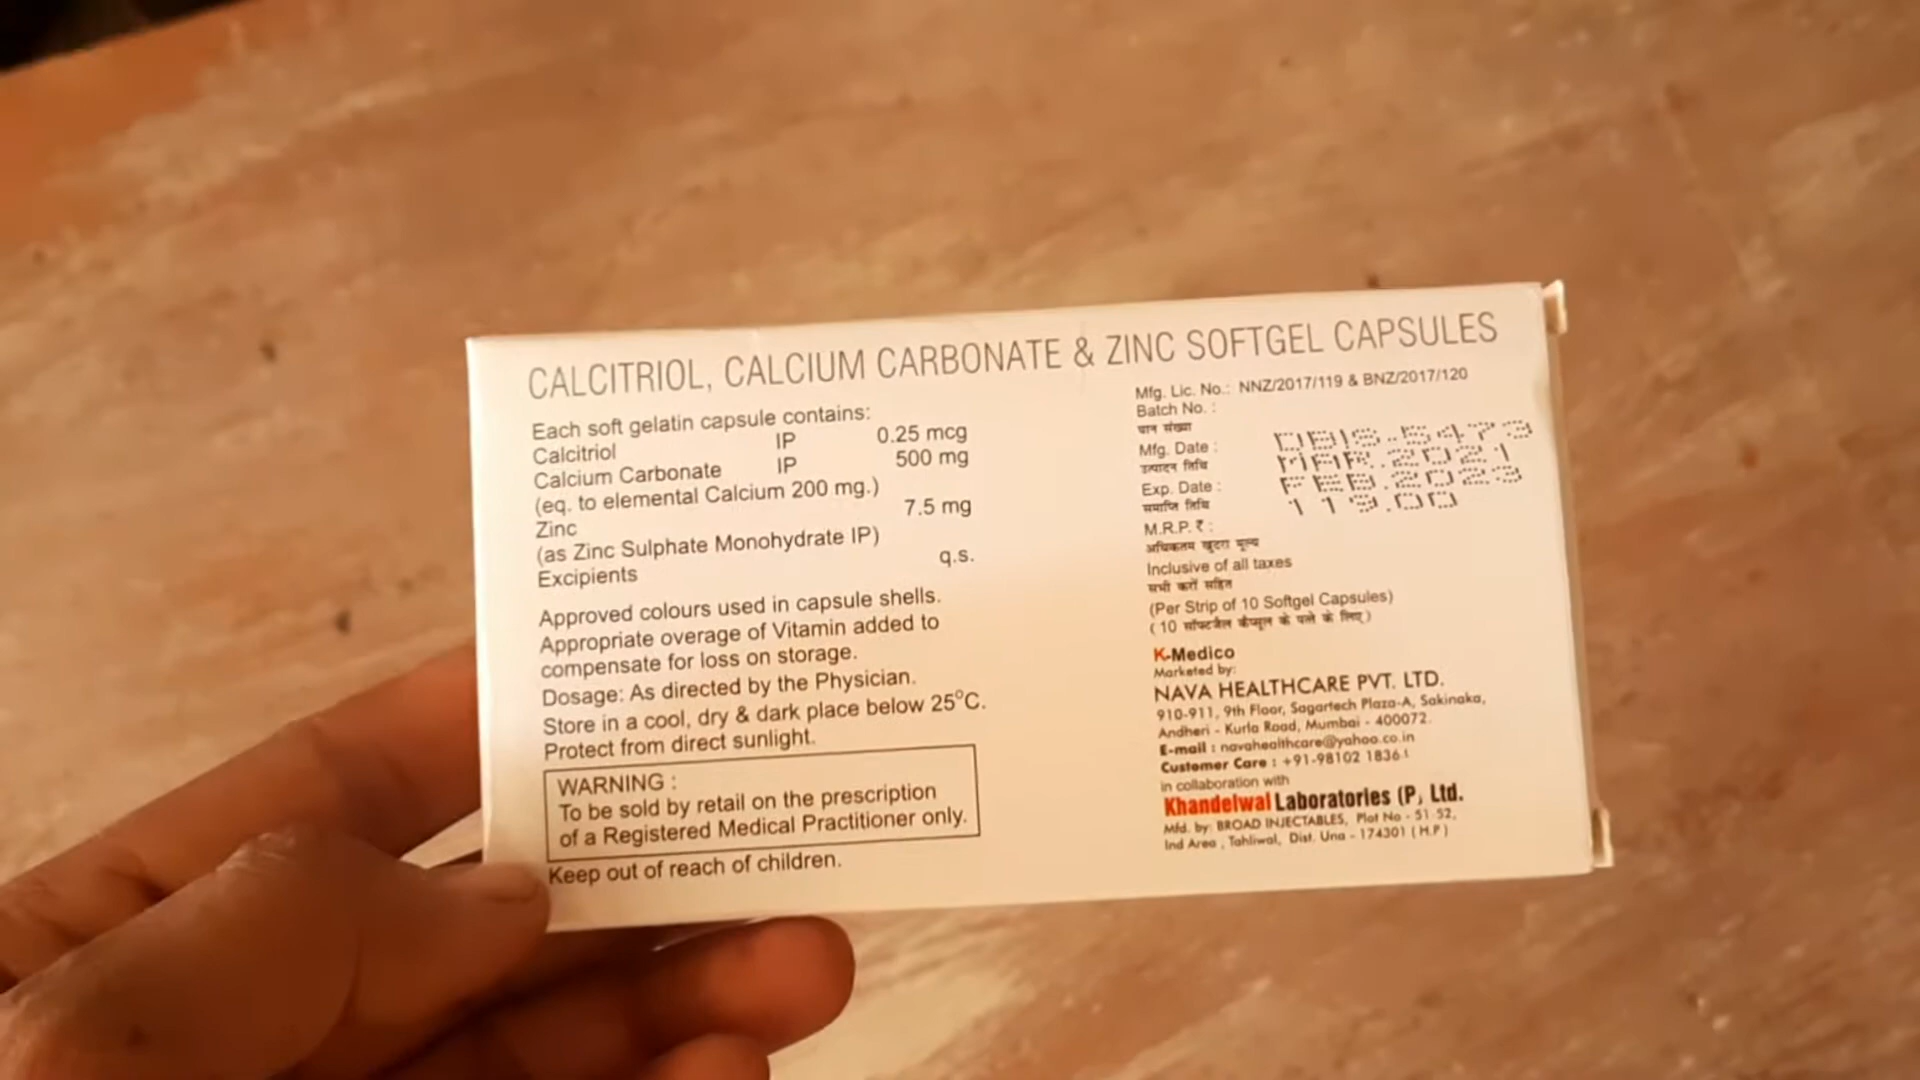 CALCITRIOL, CALCIUM CARBONATE & ZINC SOFTGEL CAPSULES
Each soft gelatin capsule contains:
Calcitriol IP 0.25 mcg
Calcium Carbonate IP 500 mg
(eq. to elemental Calcium 200 mg.)
Zinc 7.5 mg
(as Zinc Sulphate Monohydrate IP)
Excipients q.s.
Approved colours used in capsule shells.
Appropriate overage of Vitamin added to
compensate for loss on storage.
Dosage: As directed by the Physician.
Store in a cool, dry & dark place below 25°C.
Protect from direct sunlight.
WARNING :
To be sold by retail on the prescription
of a Registered Medical Practitioner only.
Keep out of reach of children.
Mfg. Lic. No.: NNZ/2017/119 & BNZ/2017/120
Batch No. :
बान संख्या
DBIS-5473
Mfg. Date :
उत्पादन तिथि
MAR.2021
Exp. Date :
समाप्ति तिथि
FEB.2023
M.R.P. ₹ :
119.00
अधिकतम खुदरा मूल्य
Inclusive of all taxes
सभी करों सहित
(Per Strip of 10 Softgel Capsules)
( 10 सॉफ्टजैल कैप्सूल के पत्ते के लिए )
K-Medico
Marketed by:
NAVA HEALTHCARE PVT. LTD.
910-911, 9th Floor, Sagartech Plaza-A, Sakinaka,
Andheri - Kurla Road, Mumbai - 400072.
E-mail : navahealthcare@yahoo.co.in
Customer Care : +91-98102 1836
in collaboration with
Khandelwal Laboratories (P) Ltd.
Mfd. by: BROAD INJECTABLES, Plot No - 51 52,
Ind Area , Tahliwal, Dist. Una - 174301 ( H.P )